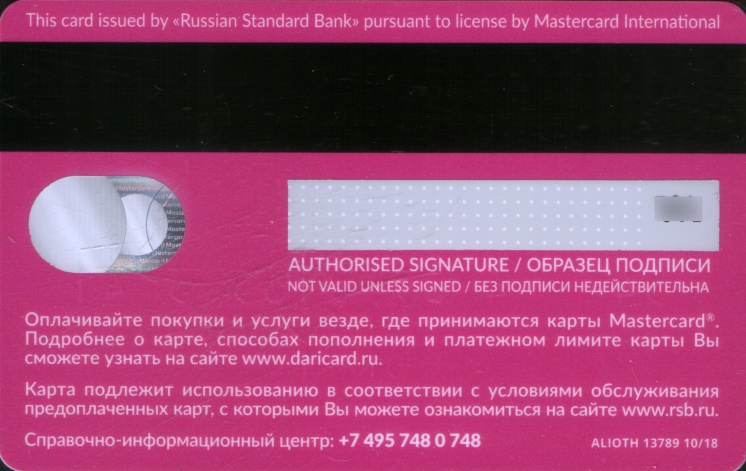 This card issued by «Russian Standard Bank» pursuant to license by Mastercard International
AUTHORISED SIGNATURE / ОБРАЗЕЦ ПОДПИСИ
NOT VALID UNLESS SIGNED / БЕЗ ПОДПИСИ НЕДЕЙСТВИТЕЛЬНА
Оплачивайте покупки и услуги везде, где принимаются карты Mastercard®.
Подробнее о карте, способах пополнения и платежном лимите карты Вы
сможете узнать на сайте www.daricard.ru.
Карта подлежит использованию в соответствии с условиями обслуживания
предоплаченных карт, с которыми Вы можете ознакомиться на сайте www.rsb.ru.
Справочно-информационный центр: +7 495 748 0 748
ALIOTH 13789 10/18